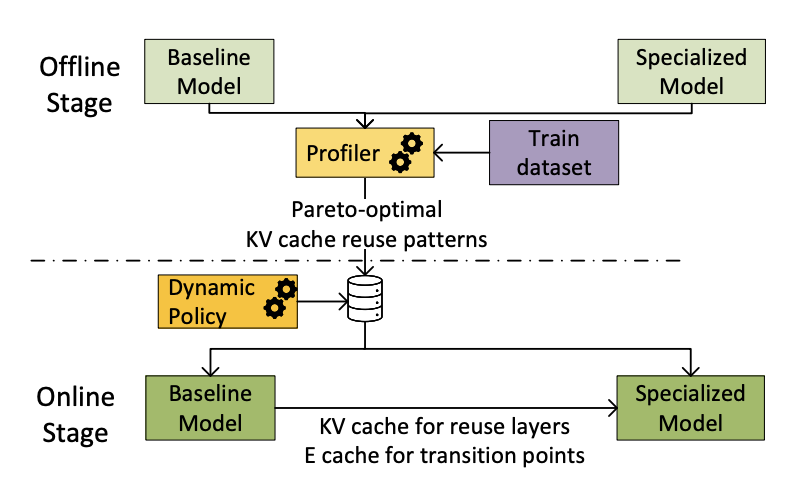 Offline
Stage
Baseline
Model
Specialized
Model
Profiler
Train
dataset
Pareto-optimal
KV cache reuse patterns
Dynamic
Policy
Online
Stage
Baseline
Model
Specialized
Model
KV cache for reuse layers
E cache for transition points